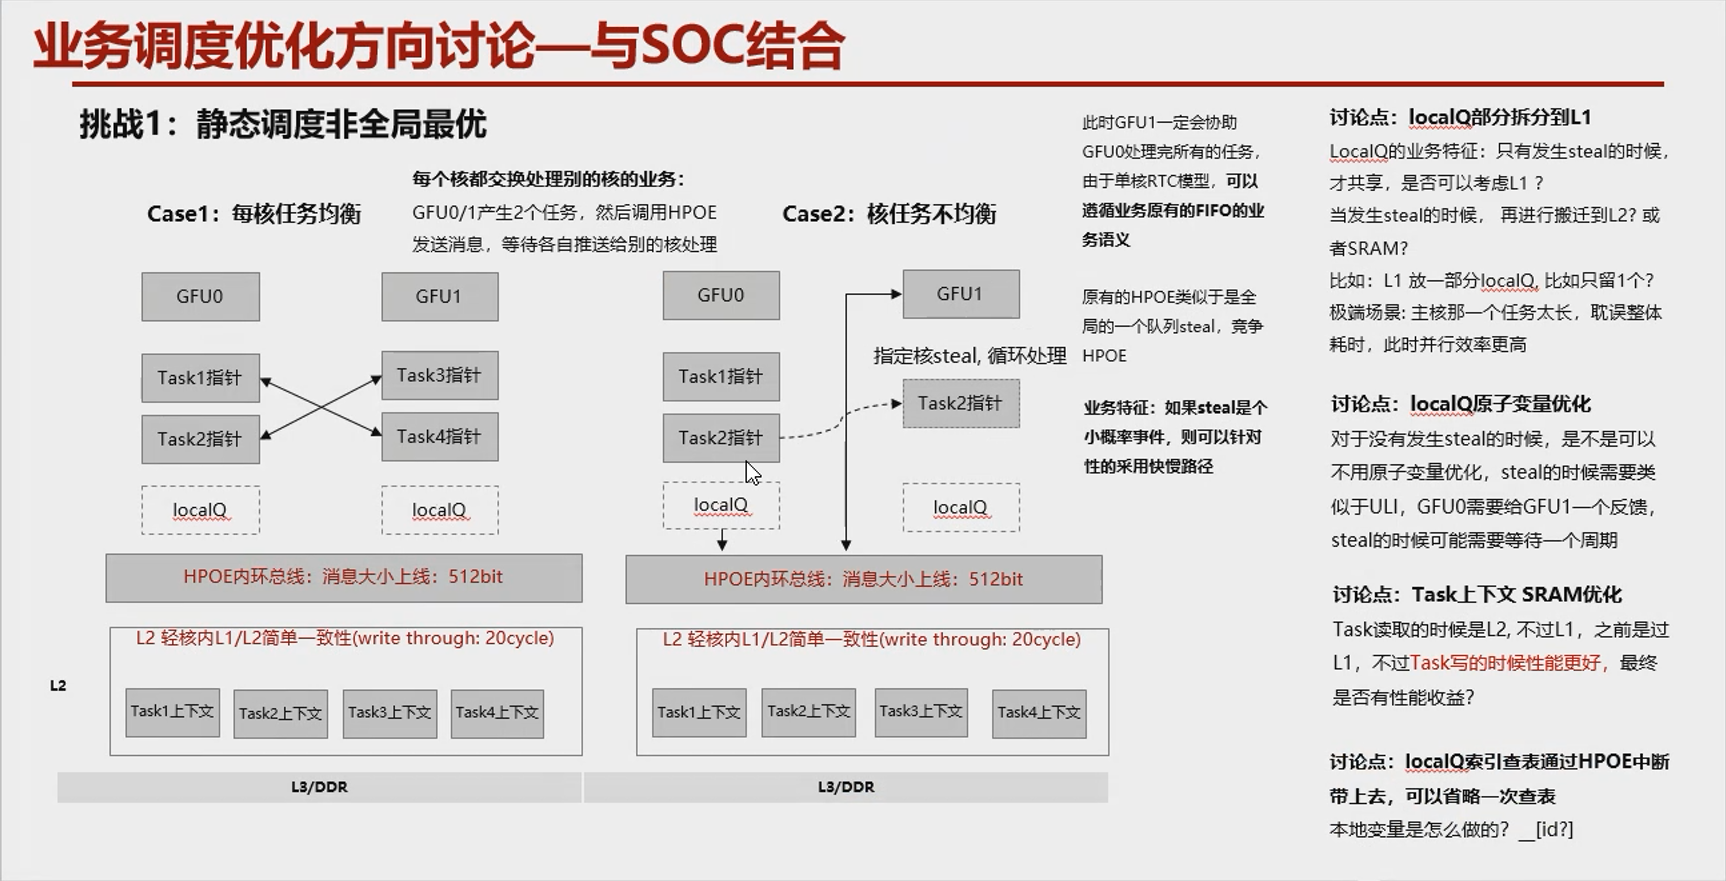 业务调度优化方向讨论—与SOC结合
挑战1：静态调度非全局最优
Case1：每核任务均衡
每个核都交换处理别的核的业务：
GFU0/1产生2个任务，然后调用HPOE
发送消息，等待各自推送给别的核处理
GFU0
GFU1
Task1指针
Task3指针
Task2指针
Task4指针
localQ
localQ
HPOE内环总线：消息大小上线：512bit
L2 轻核内L1/L2简单一致性(write through: 20cycle)
L2
Task1上下文
Task2上下文
Task3上下文
Task4上下文
L3/DDR
Case2：核任务不均衡
GFU0
GFU1
指定核steal, 循环处理
Task1指针
Task2指针
Task2指针
localQ
localQ
HPOE内环总线：消息大小上线：512bit
L2 轻核内L1/L2简单一致性(write through: 20cycle)
Task1上下文
Task2上下文
Task3上下文
Task4上下文
L3/DDR
此时GFU1一定会协助
GFU0处理完所有的任务，
由于单核RTC模型，可以
遵循业务原有的FIFO的业
务语义
原有的HPOE类似于是全
局的一个队列steal，竞争
HPOE
业务特征：如果steal是个
小概率事件，则可以针对
性的采用快慢路径
讨论点：localQ部分拆分到L1
LocalQ的业务特征：只有发生steal的时候，
才共享，是否可以考虑L1 ？
当发生steal的时候， 再进行搬迁到L2? 或
者SRAM?
比如：L1 放一部分localQ, 比如只留1个?
极端场景: 主核那一个任务太长，耽误整体
耗时，此时并行效率更高
讨论点：localQ原子变量优化
对于没有发生steal的时候，是不是可以
不用原子变量优化，steal的时候需要类
似于ULI，GFU0需要给GFU1一个反馈，
steal的时候可能需要等待一个周期
讨论点：Task上下文 SRAM优化
Task读取的时候是L2, 不过L1，之前是过
L1，不过Task写的时候性能更好，最终
是否有性能收益?
讨论点：localQ索引查表通过HPOE中断
带上去，可以省略一次查表
本地变量是怎么做的？__[id?]